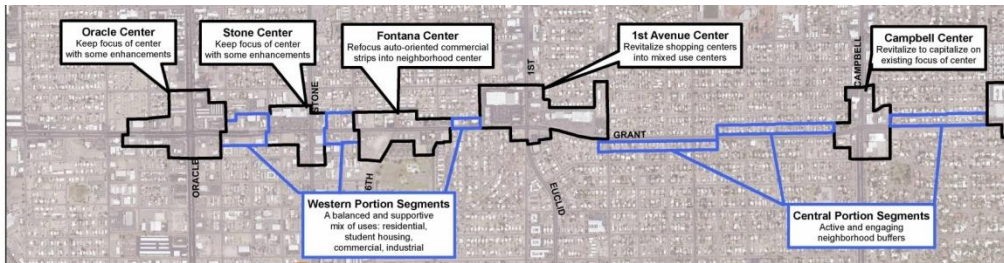 Oracle Center
Keep focus of center
with some enhancements
Stone Center
Keep focus of center
with some enhancements
Fontana Center
Refocus auto-oriented commercial
strips into neighborhood center
1st Avenue Center
Revitalize shopping centers
into mixed use centers
Campbell Center
Revitalize to capitalize on
existing focus of center
STONE
1ST
CAMPBELL
GRANT
ORACLE
6TH
EUCLID
Western Portion Segments
A balanced and supportive
mix of uses: residential,
student housing,
commercial, industrial
Central Portion Segments
Active and engaging
neighborhood buffers